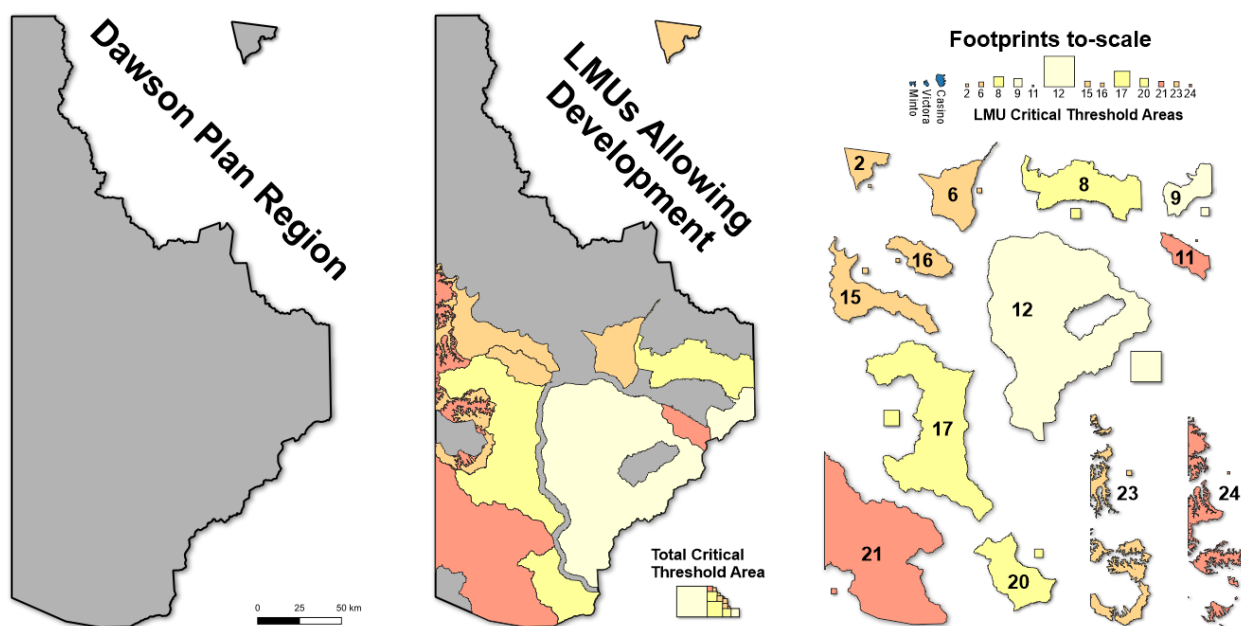 Dawson Plan Region
0 25 50 km
LMUs Allowing
Development
Total Critical
Threshold Area
Footprints to-scale
Minto
Victora
Casino
2 6 8 9 11 12 15 16 17 20 21 23 24
LMU Critical Threshold Areas
2
6
8
9
16
11
15
12
17
23
24
21
20